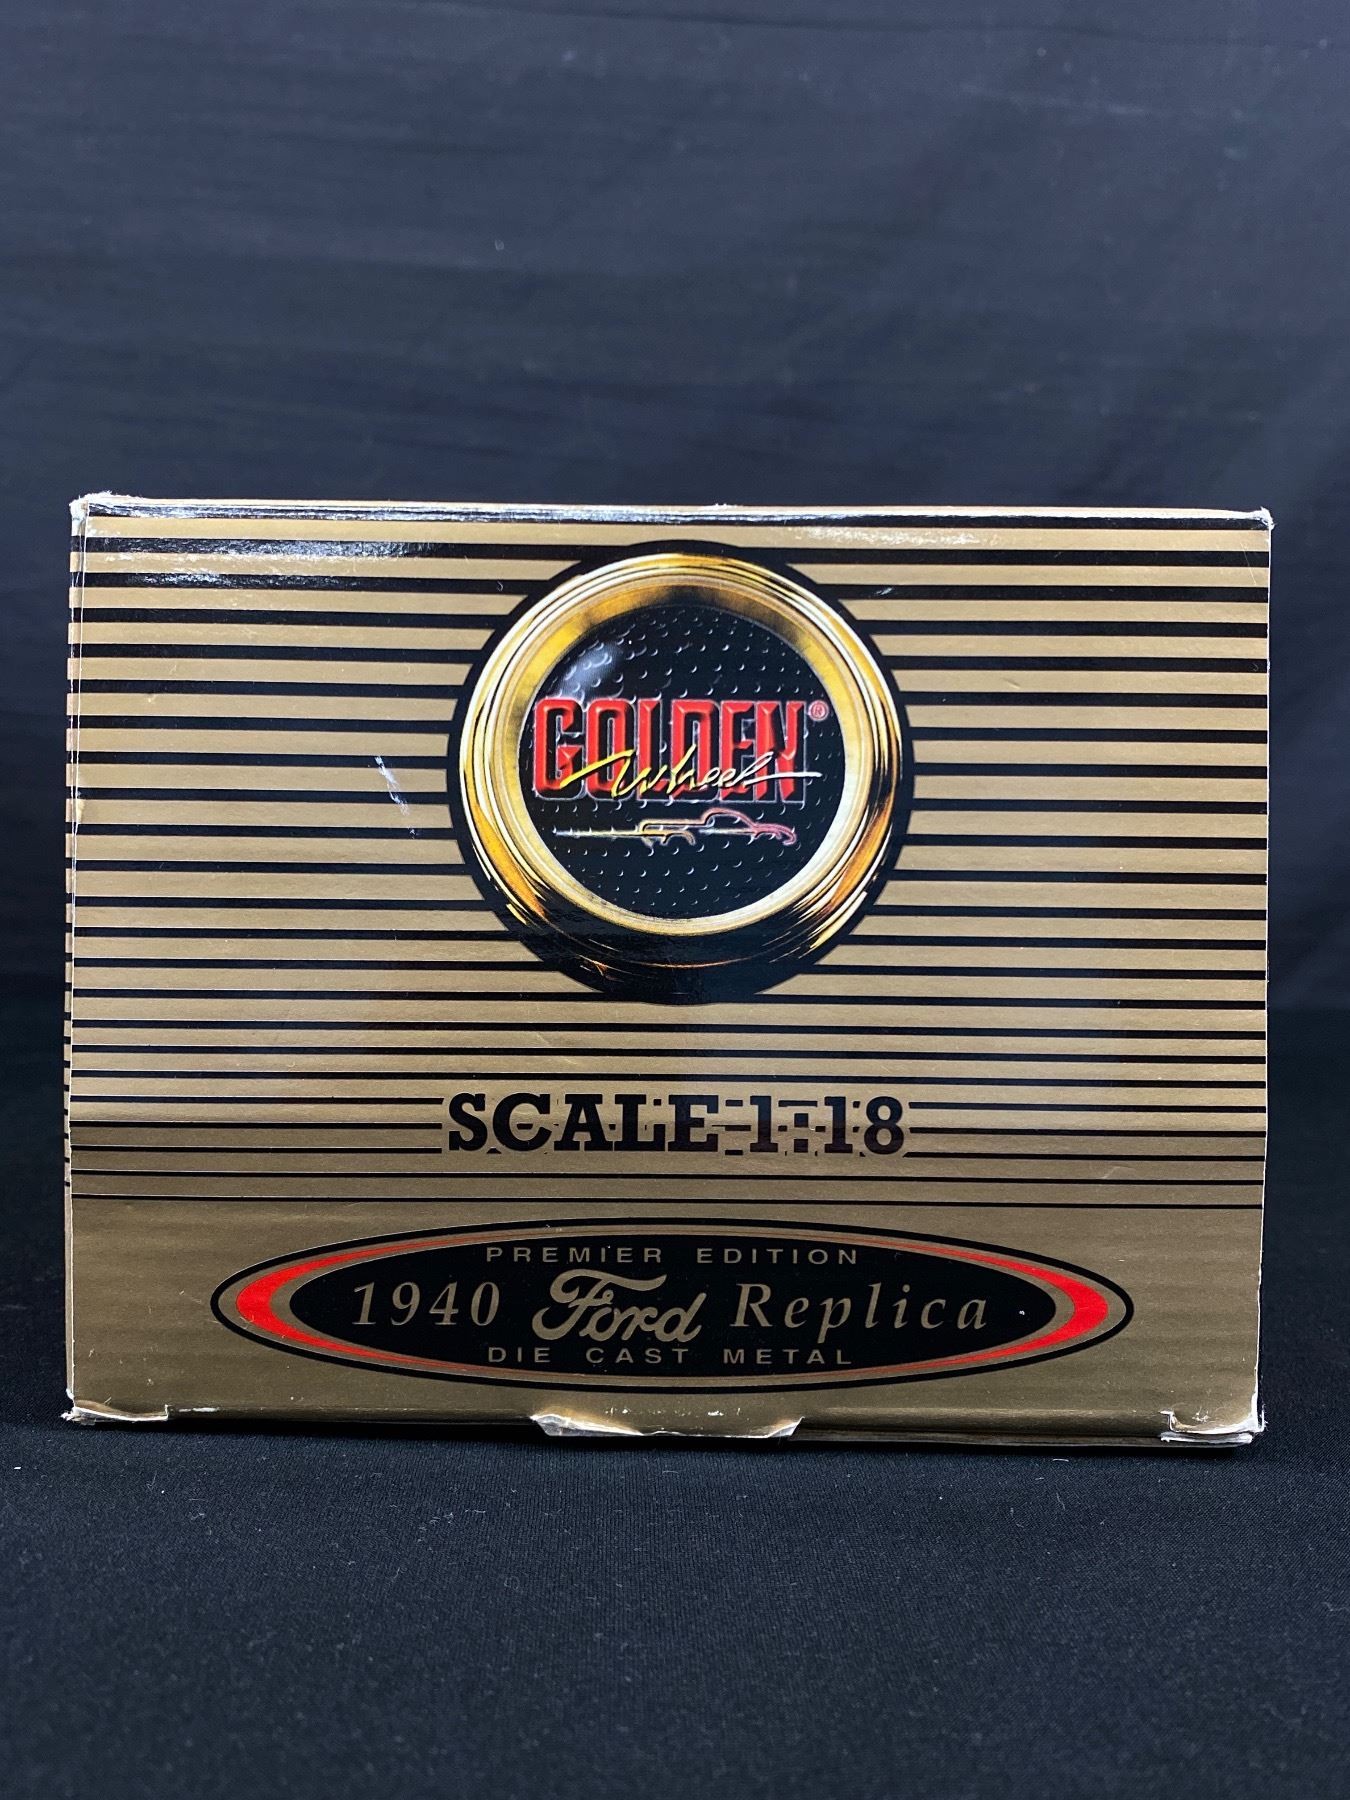 GOLDEN®
Wheel
SCALE 1:18
PREMIER EDITION
1940 Ford Replica
DIE CAST METAL